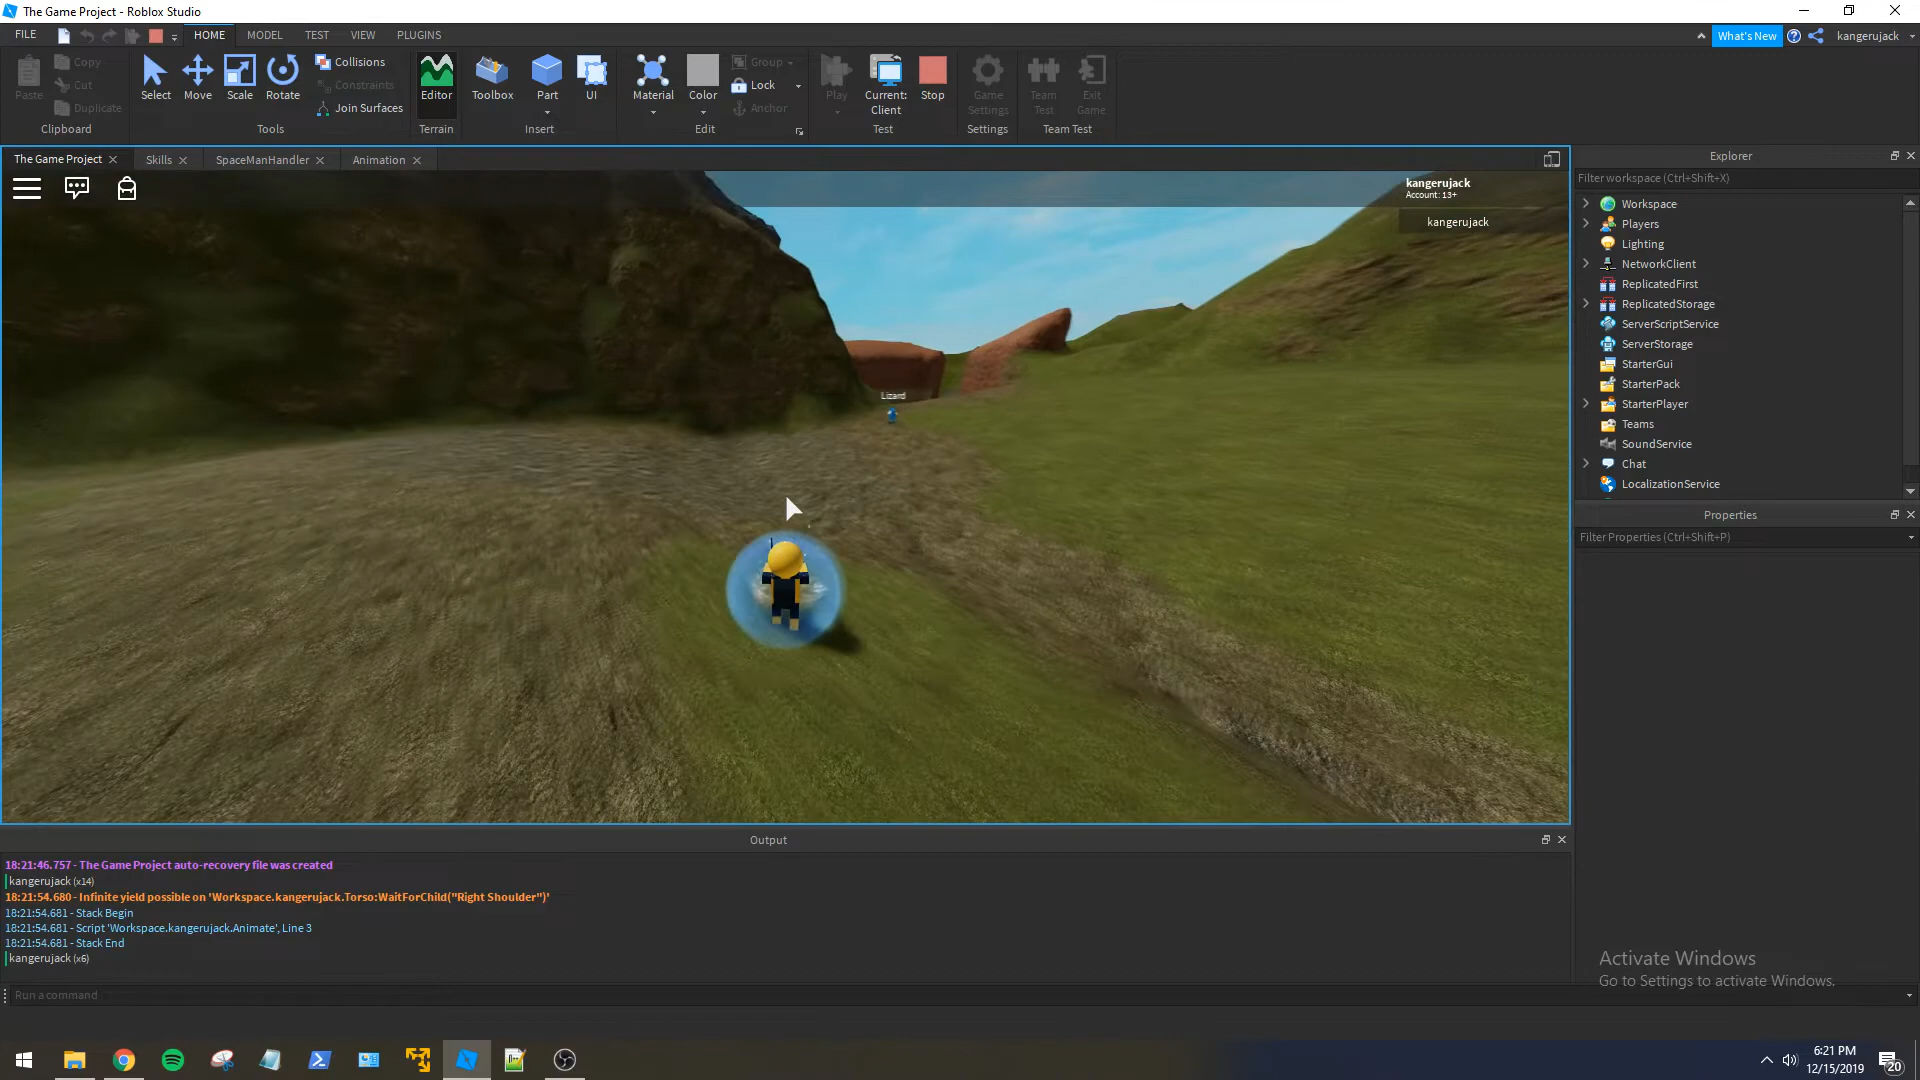 The Game Project - Roblox Studio
FILE HOME MODEL TEST VIEW PLUGINS What's New kangerujack
Paste Copy Cut Duplicate
Select Move Scale Rotate
Collisions Constraints Join Surfaces
Editor Toolbox Part UI
Material Color Group Lock Anchor
Play Current: Client Stop
Game Settings Team Test Exit Game
Clipboard Tools Terrain Insert Edit Test Settings Team Test
The Game Project Skills SpaceManHandler Animation
kangerujack
Account: 13+
kangerujack
Lizard
Explorer
Filter workspace (Ctrl+Shift+X)
Workspace
Players
Lighting
NetworkClient
ReplicatedFirst
ReplicatedStorage
ServerScriptService
ServerStorage
StarterGui
StarterPack
StarterPlayer
Teams
SoundService
Chat
LocalizationService
Properties
Filter Properties (Ctrl+Shift+P)
Output
18:21:46.757 - The Game Project auto-recovery file was created
kangerujack (x14)
18:21:54.680 - Infinite yield possible on 'Workspace.kangerujack.Torso:WaitForChild("Right Shoulder")'
18:21:54.681 - Stack Begin
18:21:54.681 - Script 'Workspace.kangerujack.Animate', Line 3
18:21:54.681 - Stack End
kangerujack (x6)
Run a command
Activate Windows
Go to Settings to activate Windows.
6:21 PM
12/15/2019
20